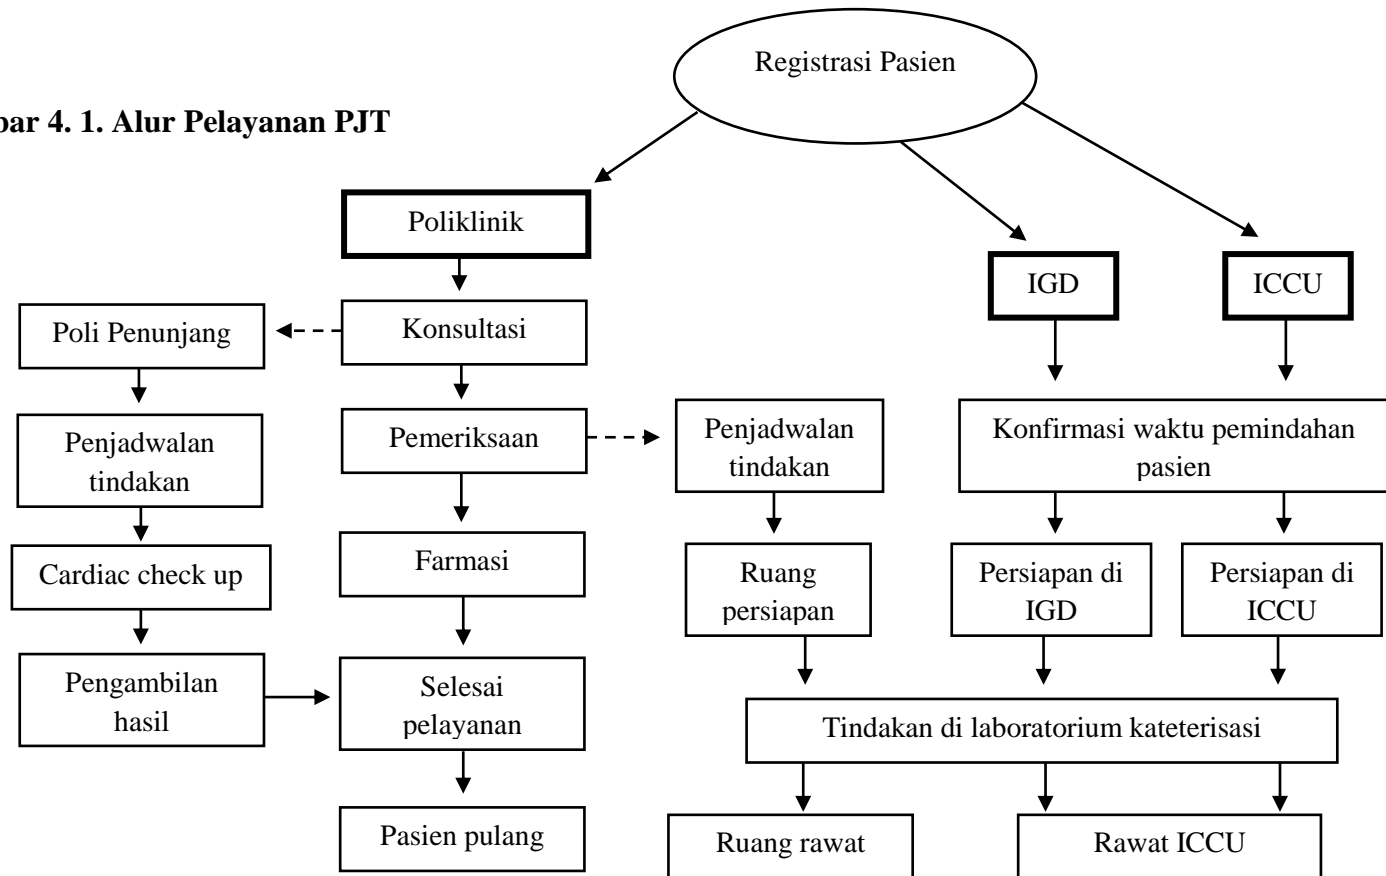 Registrasi Pasien
bar 4. 1. Alur Pelayanan PJT
Poliklinik
IGD
ICCU
Poli Penunjang
Konsultasi
Penjadwalan
tindakan
Pemeriksaan
Penjadwalan
tindakan
Konfirmasi waktu pemindahan
pasien
Cardiac check up
Farmasi
Ruang
persiapan
Persiapan di
IGD
Persiapan di
ICCU
Pengambilan
hasil
Selesai
pelayanan
Tindakan di laboratorium kateterisasi
Pasien pulang
Ruang rawat
Rawat ICCU